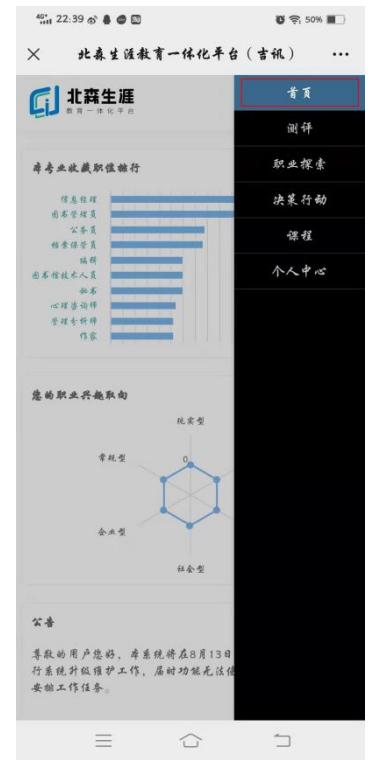 22:39
50%
北森生涯教育一体化平台(吉讯)
北森生涯
教育一体化平台
首页
测评
职业探索
决策行动
课程
个人中心
本专业收藏职位排行
信息经理
图书管理员
公务员
档案保管员
编辑
图书馆技术人员
秘书
心理咨询师
管理分析师
作家
您的职业兴趣取向
现实型
常规型
0
企业型
社会型
公告
尊敬的用户您好,本系统将在8月13日
行系统升级维护工作,届时功能无法使
安排工作任务。